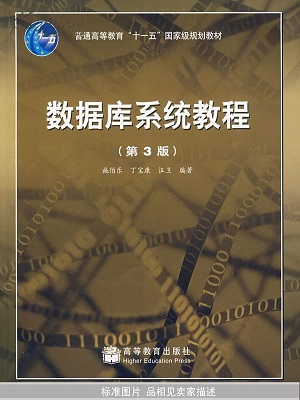 十一五
普通高等教育“十一五”国家级规划教材
数据库系统教程
（第 3 版）
施伯乐 丁宝康 汪卫 编著
高等教育出版社
Higher Education Press
标准图片 品相见卖家描述